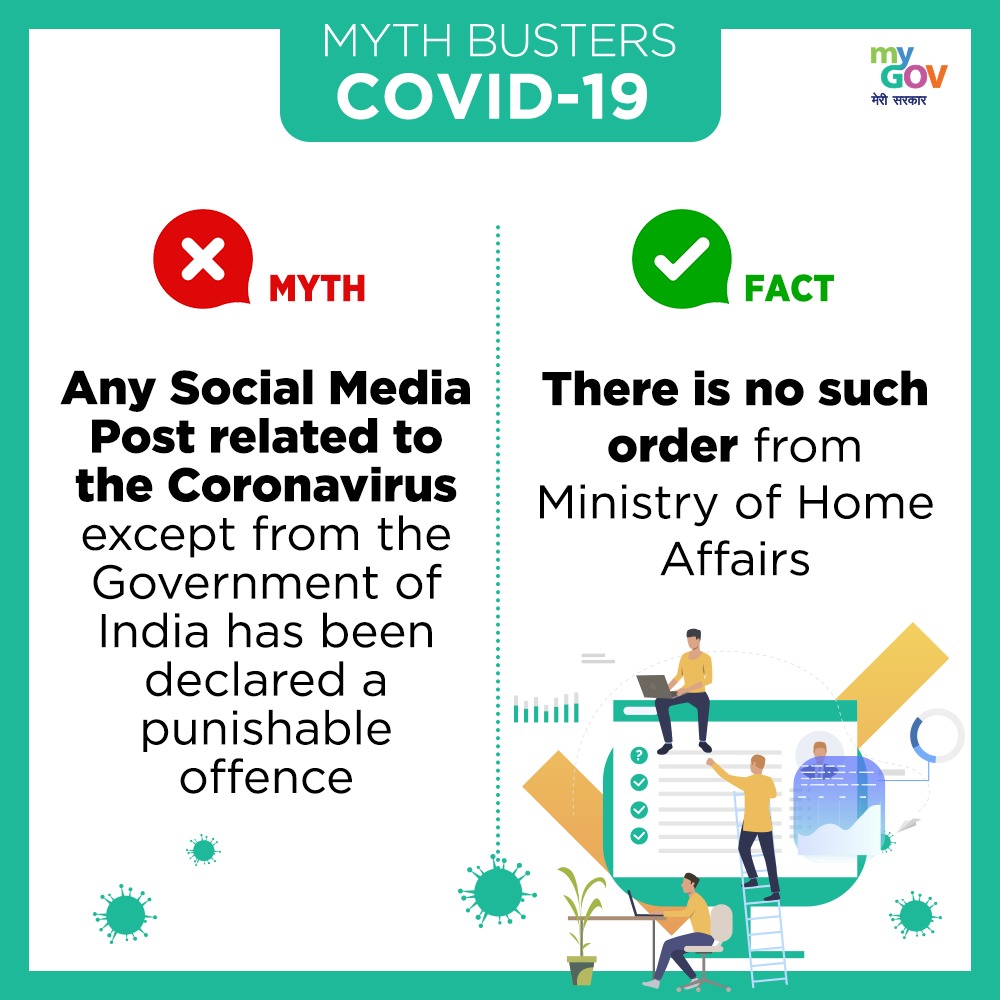 MYTH BUSTERS
COVID-19
my
GOV
मेरी सरकार
MYTH
Any Social Media
Post related to
the Coronavirus
except from the
Government of
India has been
declared a
punishable
offence
FACT
There is no such
order from
Ministry of Home
Affairs
?